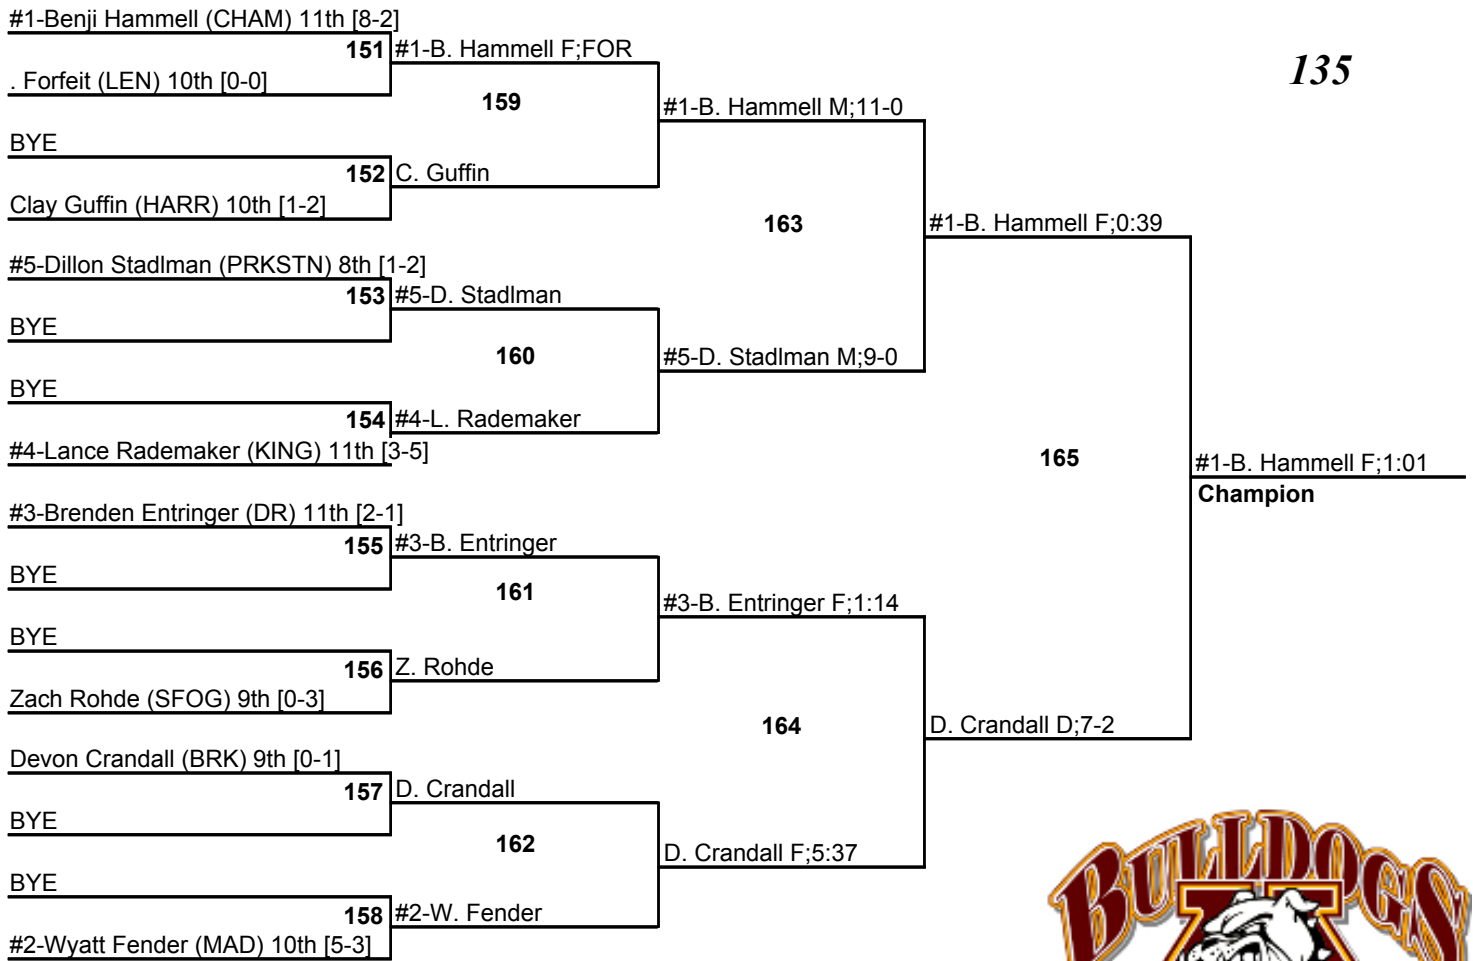 #1-Benji Hammell (CHAM) 11th [8-2]
151 #1-B. Hammell F;FOR
135
. Forfeit (LEN) 10th [0-0]
159
#1-B. Hammell M;11-0
BYE
152 C. Guffin
Clay Guffin (HARR) 10th [1-2]
163
#1-B. Hammell F;0:39
#5-Dillon Stadlman (PRKSTN) 8th [1-2]
153 #5-D. Stadlman
BYE
160
#5-D. Stadlman M;9-0
BYE
154 #4-L. Rademaker
#4-Lance Rademaker (KING) 11th [3-5]
165
#1-B. Hammell F;1:01
Champion
#3-Brenden Entringer (DR) 11th [2-1]
155 #3-B. Entringer
BYE
161
#3-B. Entringer F;1:14
BYE
156 Z. Rohde
Zach Rohde (SFOG) 9th [0-3]
164
D. Crandall D;7-2
Devon Crandall (BRK) 9th [0-1]
157 D. Crandall
BYE
162
D. Crandall F;5:37
BYE
158 #2-W. Fender
#2-Wyatt Fender (MAD) 10th [5-3]
BULLDOGS